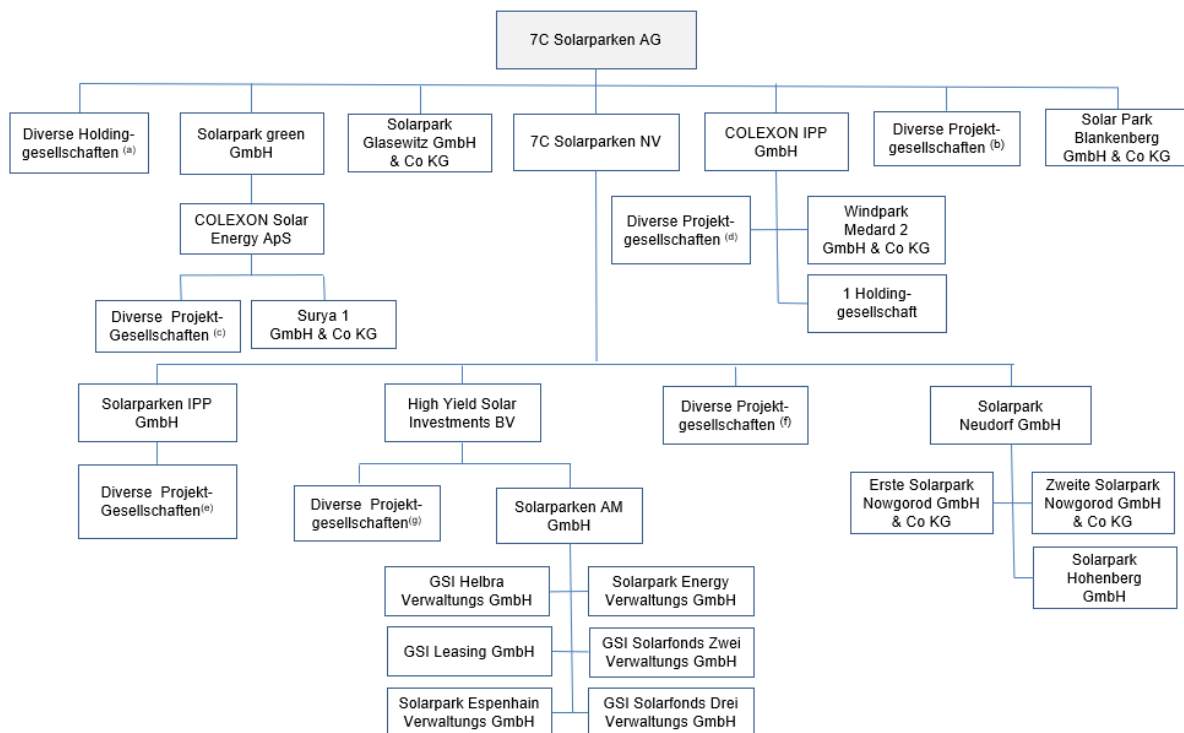 7C Solarparken AG
Diverse Holding-
gesellschaften (a)
Solarpark green
GmbH
Solarpark
Glasewitz GmbH
& Co KG
7C Solarparken NV
COLEXON IPP
GmbH
Diverse Projekt-
gesellschaften (b)
Solar Park
Blankenberg
GmbH & Co KG
COLEXON Solar
Energy ApS
Diverse Projekt-
gesellschaften (d)
Windpark
Medard 2
GmbH & Co KG
Diverse Projekt-
Gesellschaften (c)
Surya 1
GmbH & Co KG
1 Holding-
gesellschaft
Solarparken IPP
GmbH
High Yield Solar
Investments BV
Diverse Projekt-
gesellschaften (f)
Solarpark
Neudorf GmbH
Diverse Projekt-
Gesellschaften(e)
Diverse Projekt-
gesellschaften(g)
Solarparken AM
GmbH
Erste Solarpark
Nowgorod GmbH
& Co KG
Zweite Solarpark
Nowgorod GmbH
& Co KG
Solarpark
Hohenberg
GmbH
GSI Helbra
Verwaltungs GmbH
Solarpark Energy
Verwaltungs GmbH
GSI Leasing GmbH
GSI Solarfonds Zwei
Verwaltungs GmbH
Solarpark Espenhain
Verwaltungs GmbH
GSI Solarfonds Drei
Verwaltungs GmbH